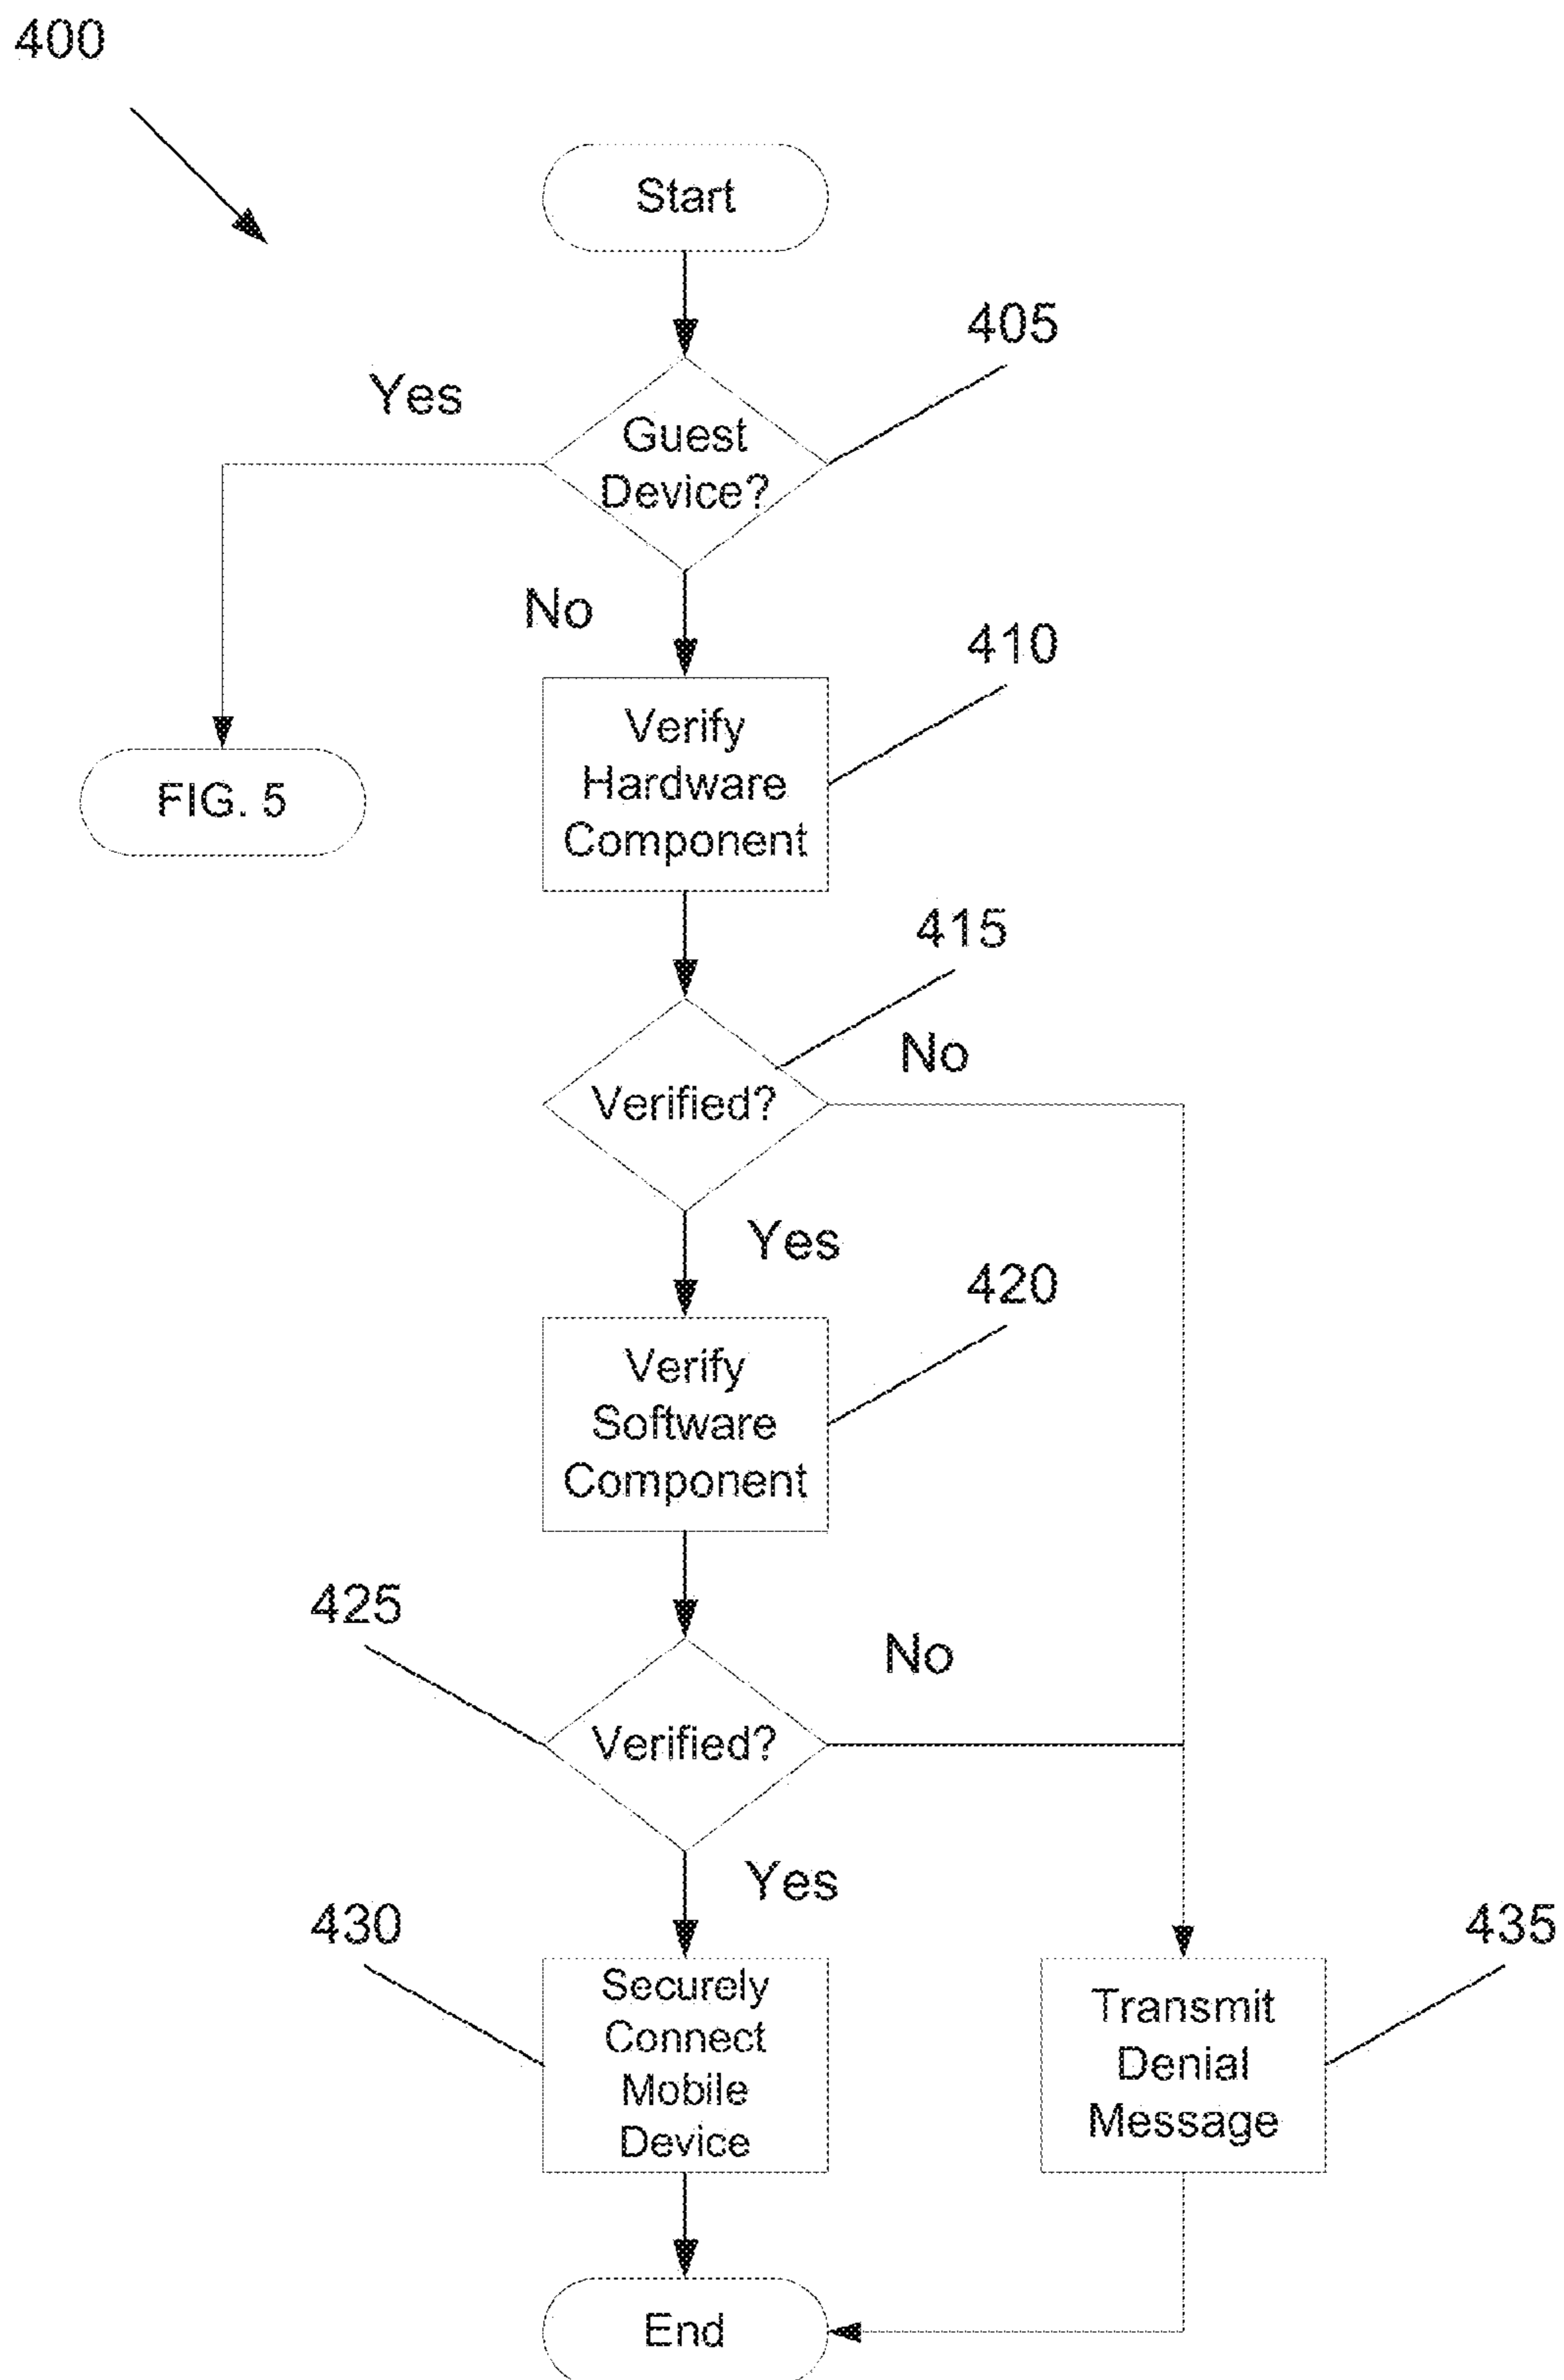 400
Start
405
Yes
Guest
Device?
No
410
Verify
Hardware
Component
FIG. 5
415
No
Verified?
Yes
420
Verify
Software
Component
425
No
Verified?
Yes
430
435
Securely
Connect
Mobile
Device
Transmit
Denial
Message
End